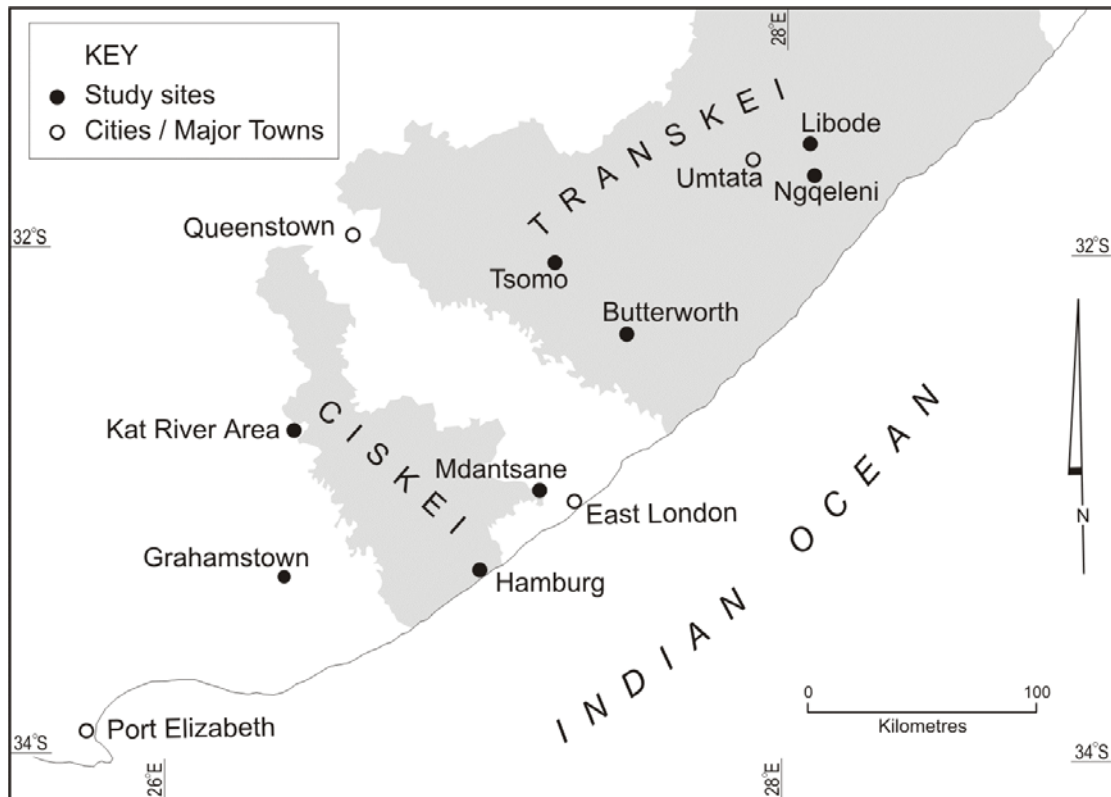 KEY
Study sites
Cities / Major Towns
28°E
TRANSKEI
Libode
Umtata
Ngqeleni
Queenstown
32°S
32°S
Tsomo
Butterworth
Kat River Area
CISKEI
Mdantsane
East London
Grahamstown
Hamburg
INDIAN OCEAN
N
0 100
Kilometres
Port Elizabeth
34°S
34°S
26°E
28°E